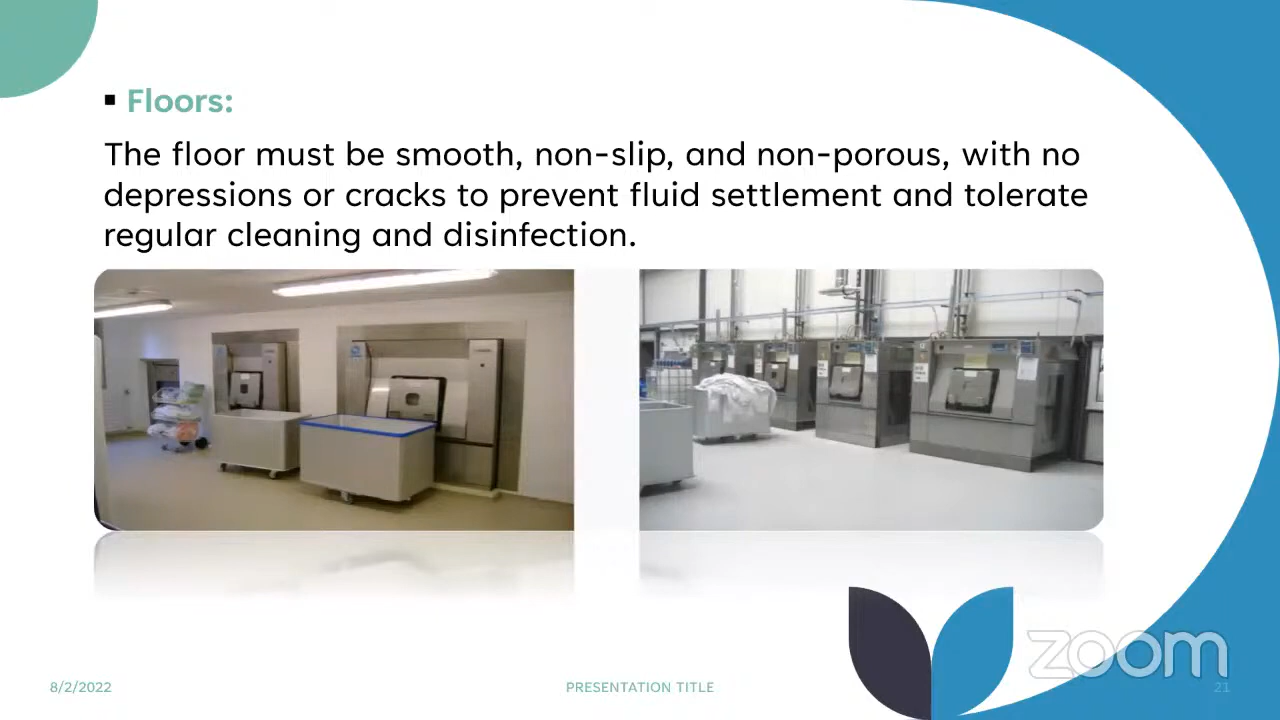 ▪ Floors:
The floor must be smooth, non-slip, and non-porous, with no
depressions or cracks to prevent fluid settlement and tolerate
regular cleaning and disinfection.
8/2/2022
PRESENTATION TITLE
zoom
21